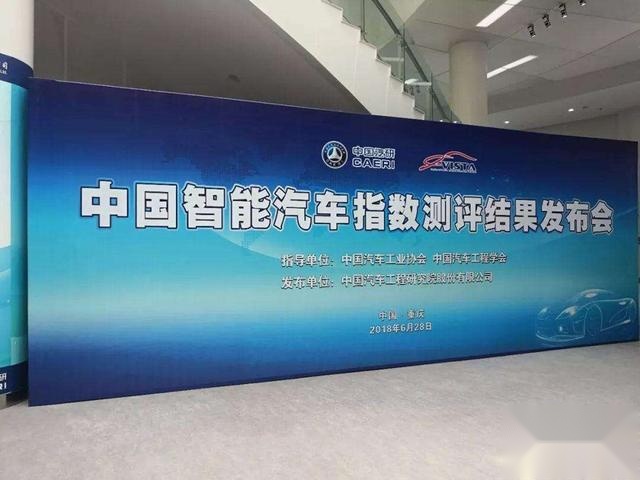 中国汽研
CAERI
VISTA
中国智能汽车指数测评结果发布会
指导单位：中国汽车工业协会 中国汽车工程学会
发布单位：中国汽车工程研究院股份有限公司
中国 重庆
2018年6月28日